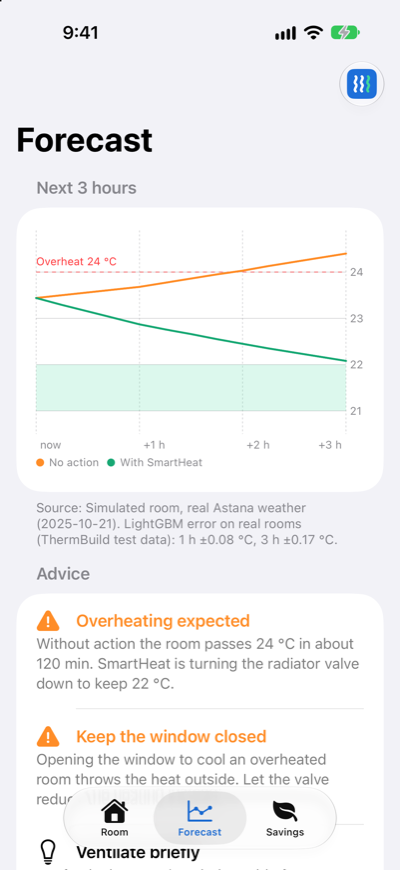 9:41
Forecast
Next 3 hours
Overheat 24 °C
24
23
22
21
now +1 h +2 h +3 h
No action With SmartHeat
Source: Simulated room, real Astana weather
(2025-10-21). LightGBM error on real rooms
(ThermBuild test data): 1 h ±0.08 °C, 3 h ±0.17 °C.
Advice
Overheating expected
Without action the room passes 24 °C in about
120 min. SmartHeat is turning the radiator valve
down to keep 22 °C.
Keep the window closed
Opening the window to cool an overheated
room throws the heat outside. Let the valve
Room Forecast Savings
Ventilate briefly